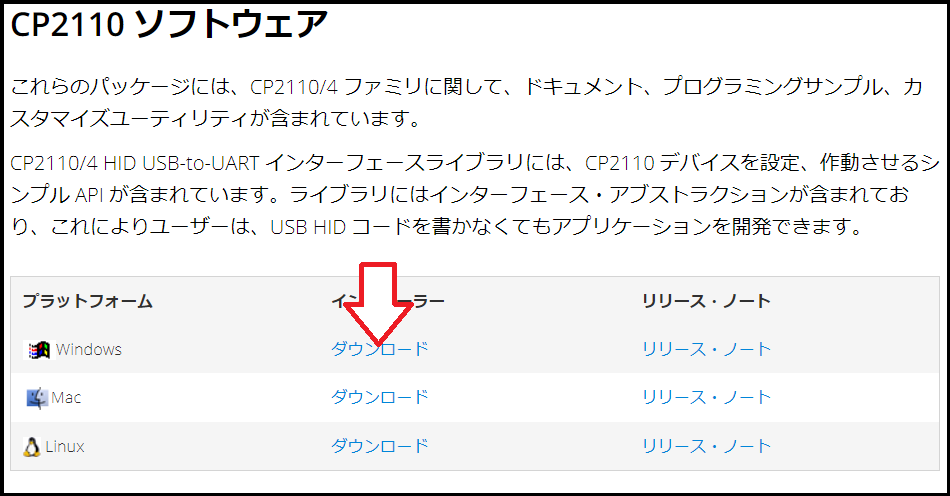 CP2110 ソフトウェア
これらのパッケージには、CP2110/4 ファミリに関して、ドキュメント、プログラミングサンプル、カ
スタマイズユーティリティが含まれています。
CP2110/4 HID USB-to-UART インターフェースライブラリには、CP2110 デバイスを設定、作動させるシ
ンプル API が含まれています。ライブラリにはインターフェース・アブストラクションが含まれてお
り、これによりユーザーは、USB HID コードを書かなくてもアプリケーションを開発できます。
プラットフォーム イン ーラー リリース・ノート
Windows ダウンロード リリース・ノート
Mac ダウンロード リリース・ノート
Linux ダウンロード リリース・ノート